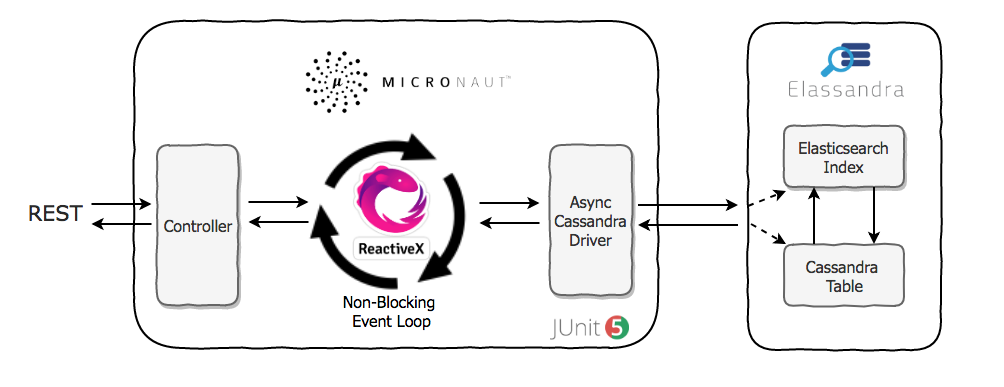 μ MICRONAUT™
Elassandra
REST
Controller
ReactiveX
Non-Blocking
Event Loop
Async
Cassandra
Driver
Elasticsearch
Index
Cassandra
Table
JUnit 5